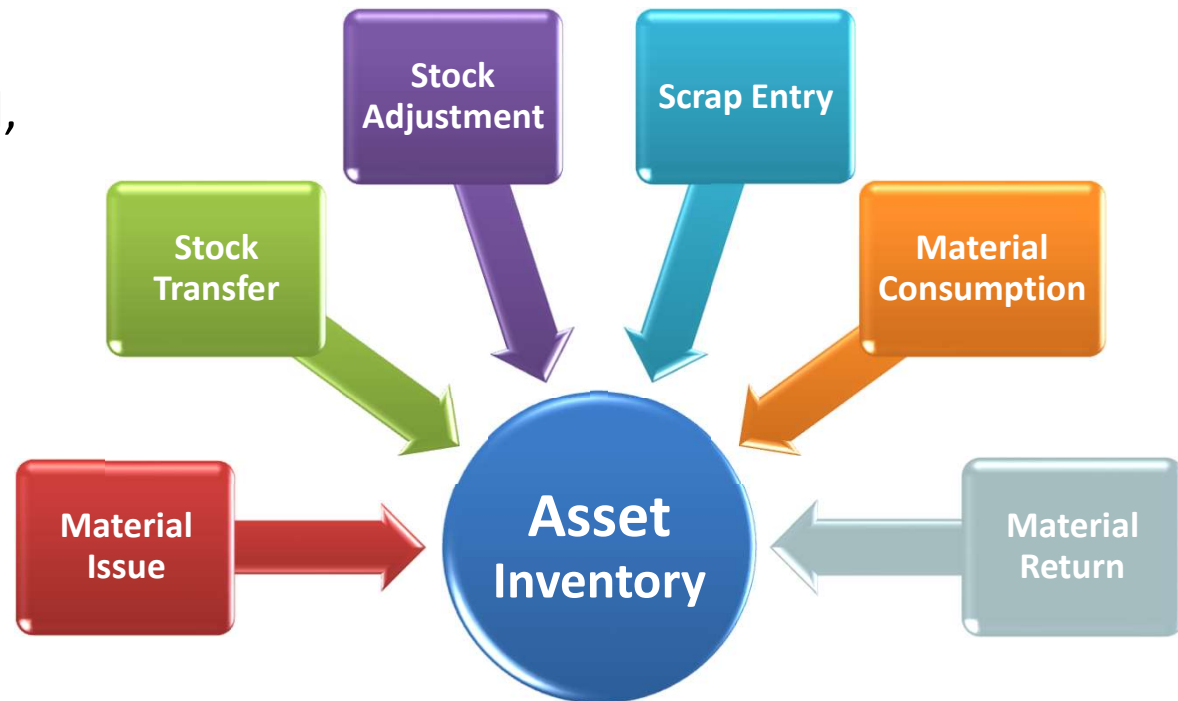 Stock
Adjustment
Scrap Entry
,
Stock
Transfer
Material
Consumption
Material
Issue
Asset
Inventory
Material
Return